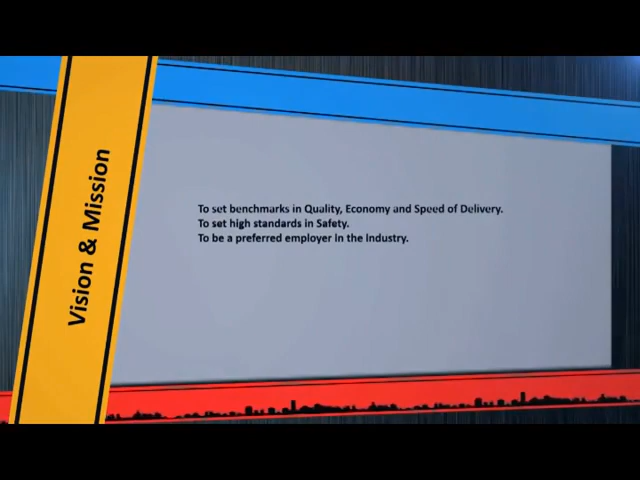 Vision & Mission
To set benchmarks in Quality, Economy and Speed of Delivery.
To set high standards in Safety.
To be a preferred employer in the Industry.